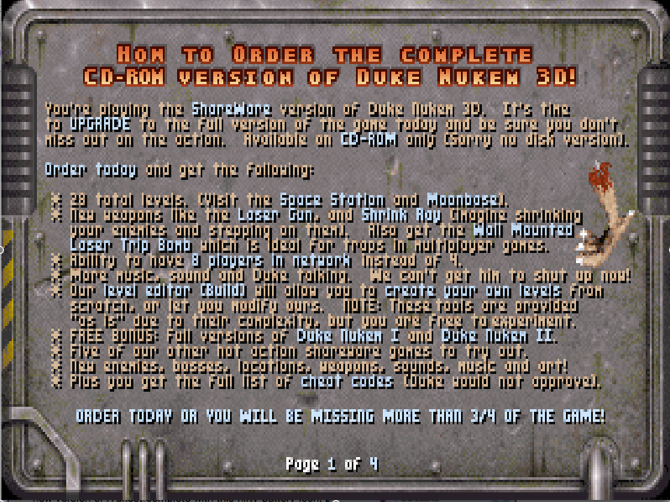 How to Order the complete
CD-ROM version of Duke Nukem 3D!
You're playing the ShareWare version of Duke Nukem 3D.  It's time
to UPGRADE to the full version of the game today and be sure you don't
miss out on the action.  Available on CD-ROM only (Sorry no disk version).
Order today and get the following:
* 28 total levels. (Visit the Space Station and Moonbase).
* New weapons like the Laser Gun, and Shrink Ray (imagine shrinking
your enemies and stepping on them).  Also get the Wall Mounted
Laser Trip Bomb which is ideal for traps in multiplayer games.
* Ability to have 8 players in network instead of 4.
* More music, sound and Duke talking.  We can't get him to shut up now!
* Our level editor (Build) will allow you to create your own levels from
scratch, or let you modify ours.  NOTE: These tools are provided
"as is" due to their complexity, but you are free to experiment.
* FREE BONUS: Full versions of Duke Nukem I and Duke Nukem II.
* Five of our other hot action shareware games to try out.
* New enemies, bosses, locations, weapons, sounds, music and art!
* Plus you get the full list of cheat codes (Duke would not approve).
ORDER TODAY OR YOU WILL BE MISSING MORE THAN 3/4 OF THE GAME!
Page 1 of 4